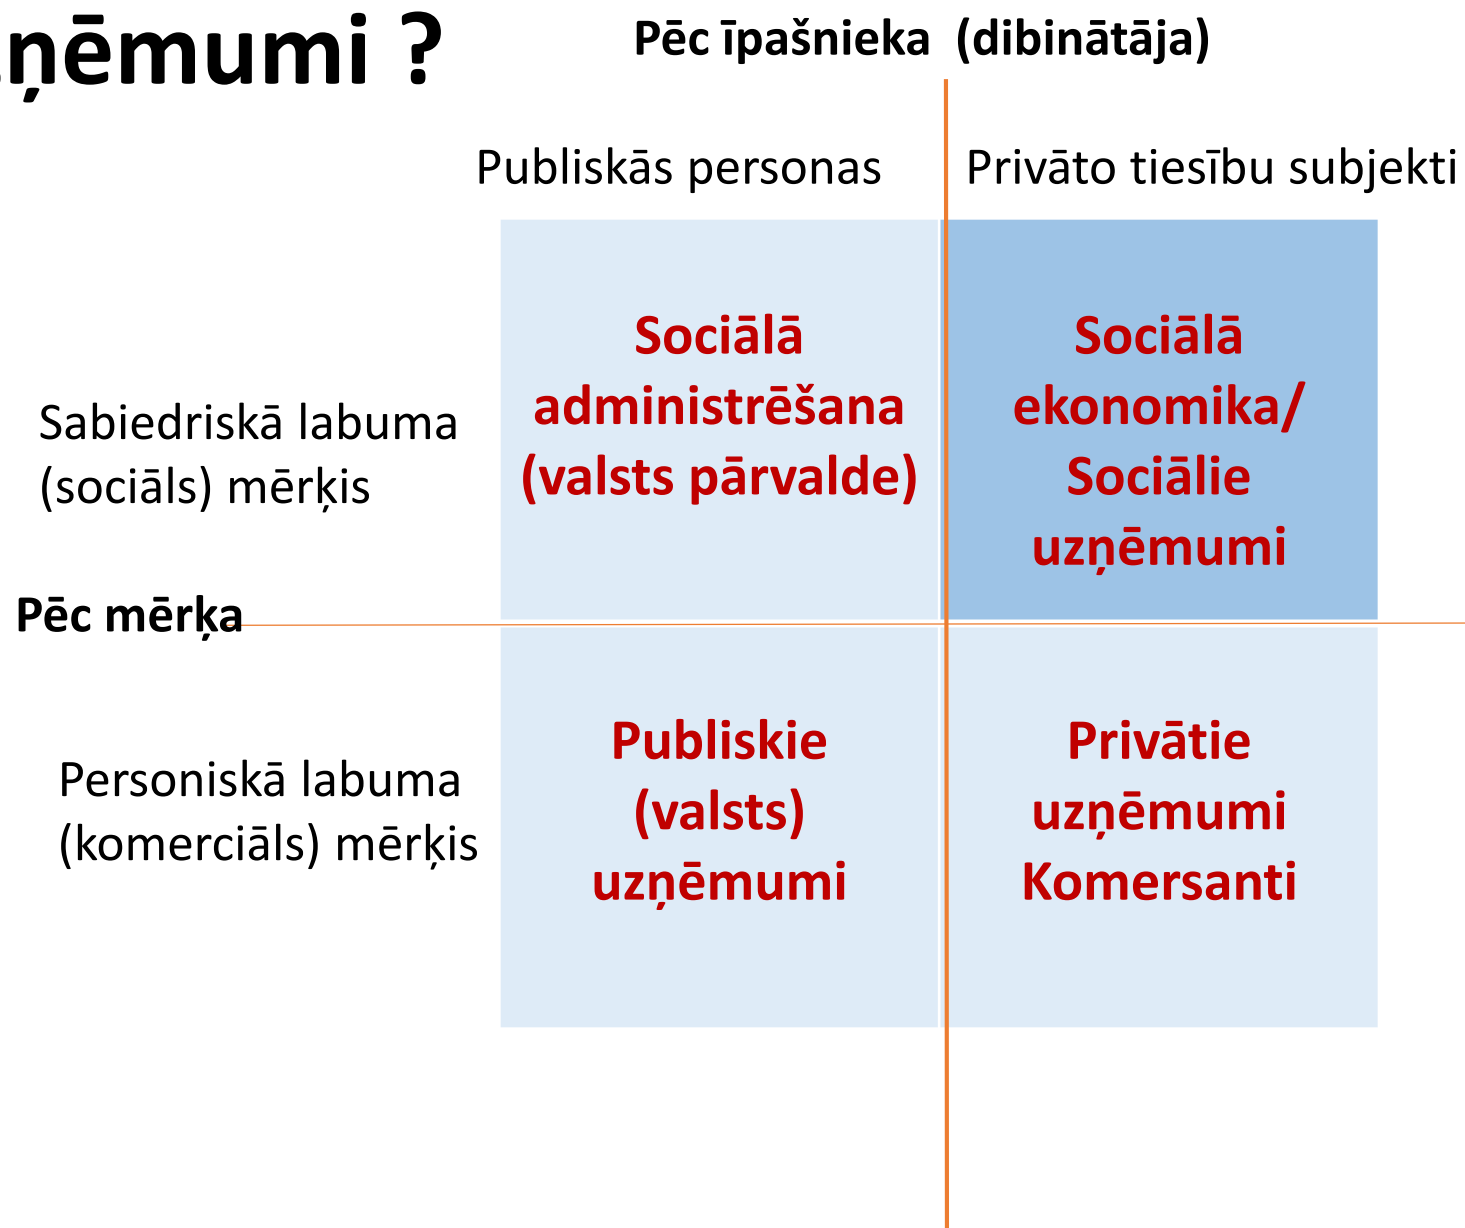 ņēmumi ?
Pēc īpašnieka (dibinātāja)
Publiskās personas
Privāto tiesību subjekti
Sabiedriskā labuma
(sociāls) mērķis
Sociālā
administrēšana
(valsts pārvalde)
Sociālā
ekonomika/
Sociālie
uzņēmumi
Pēc mērķa
Personiskā labuma
(komerciāls) mērķis
Publiskie
(valsts)
uzņēmumi
Privātie
uzņēmumi
Komersanti